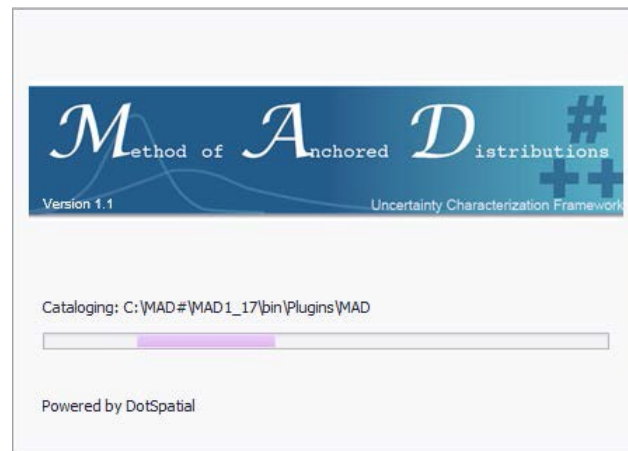 Method of Anchored Distributions
#
++
Version 1.1 Uncertainty Characterization Framework
Cataloging: C:\MAD#\MAD1_17\bin\Plugins\MAD
Powered by DotSpatial